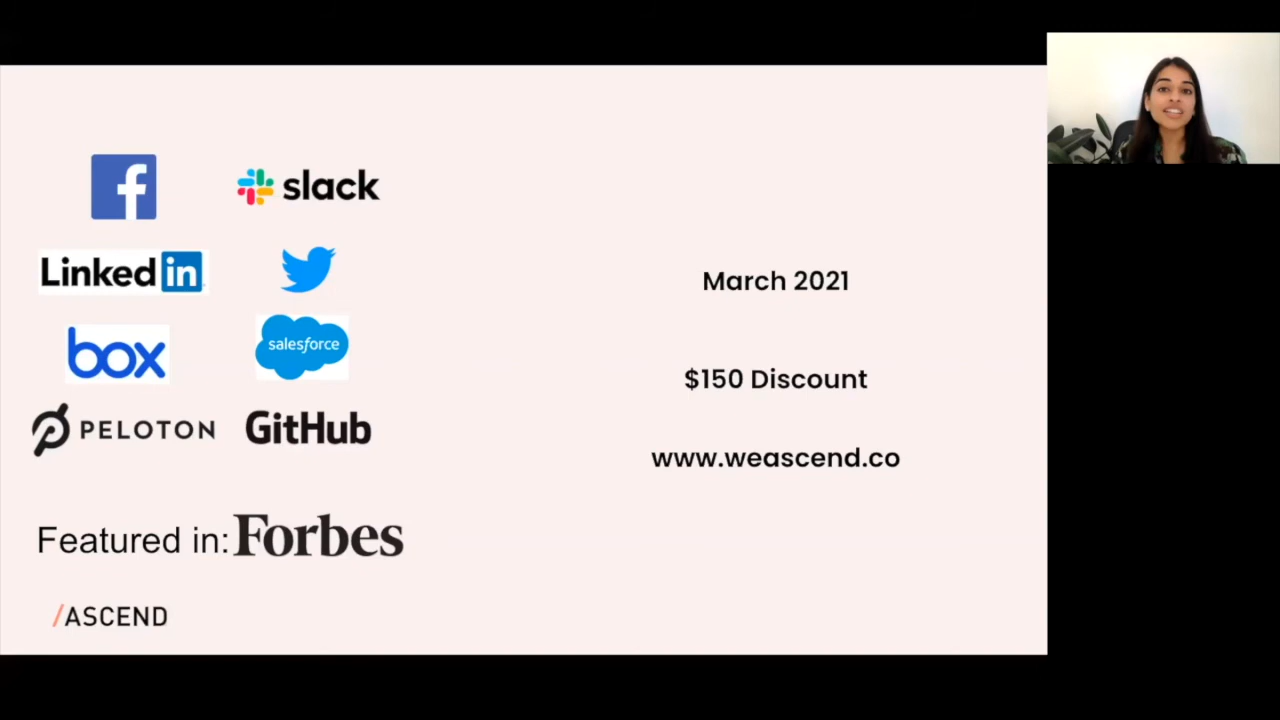 slack
Linkedin
box
salesforce
PELOTON
GitHub
Featured in: Forbes
/ASCEND
March 2021
$150 Discount
www.weascend.co